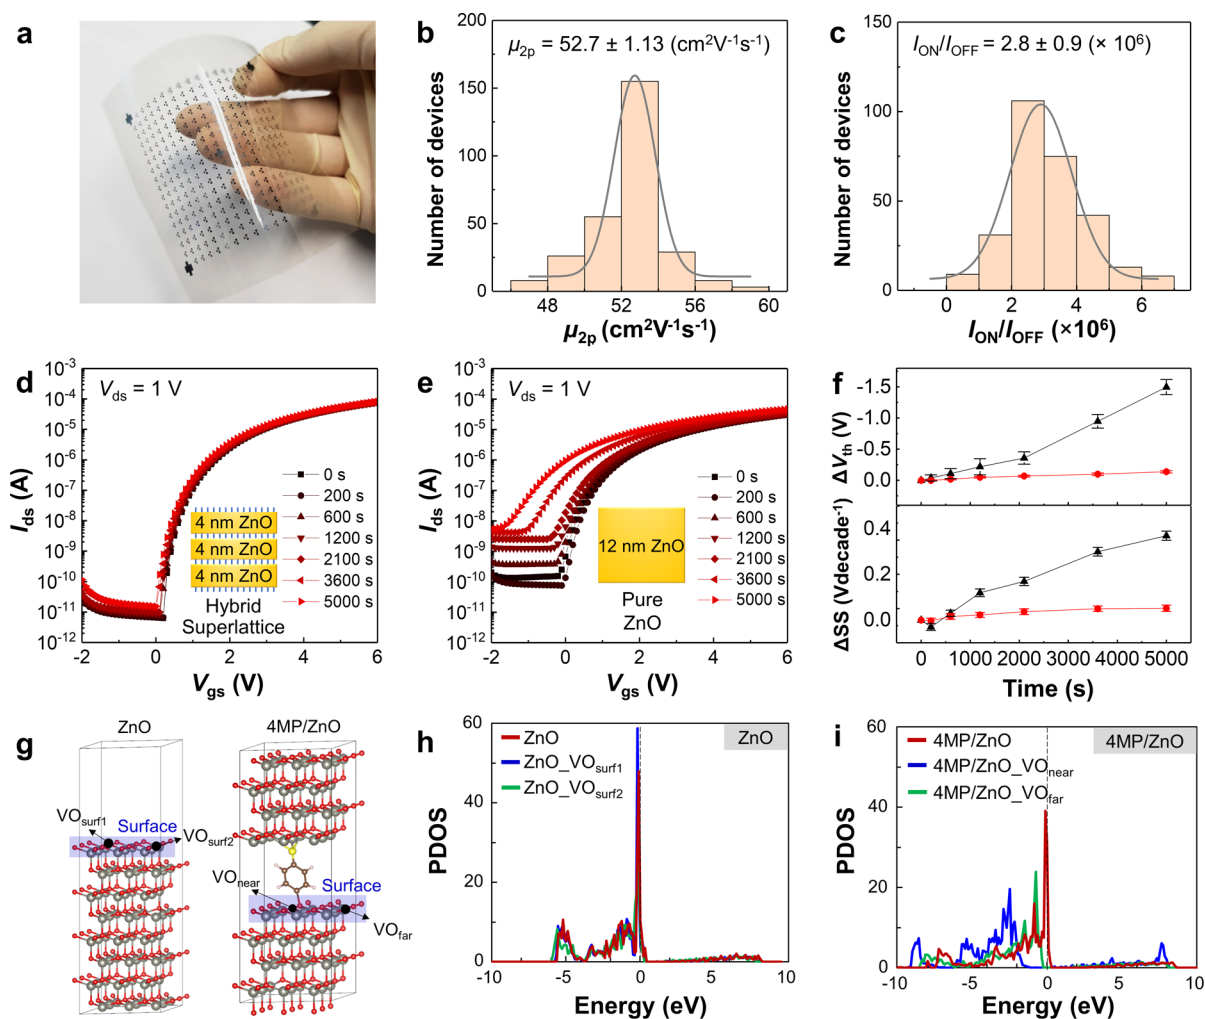 a
b
μ2p = 52.7 ± 1.13 (cm²V⁻¹s⁻¹)
Number of devices
200
150
100
50
0
48
52
56
60
μ2p (cm²V⁻¹s⁻¹)
c
ION/IOFF = 2.8 ± 0.9 (× 10⁶)
Number of devices
150
100
50
0
0
2
4
6
ION/IOFF (×10⁶)
d
Vds = 1 V
Ids (A)
10⁻³
10⁻⁴
10⁻⁵
10⁻⁶
10⁻⁷
10⁻⁸
10⁻⁹
10⁻¹⁰
10⁻¹¹
10⁻¹²
0 s
200 s
600 s
1200 s
2100 s
3600 s
5000 s
4 nm ZnO
4 nm ZnO
4 nm ZnO
Hybrid
Superlattice
-2
0
2
4
6
Vgs (V)
e
Vds = 1 V
Ids (A)
10⁻³
10⁻⁴
10⁻⁵
10⁻⁶
10⁻⁷
10⁻⁸
10⁻⁹
10⁻¹⁰
10⁻¹¹
10⁻¹²
0 s
200 s
600 s
1200 s
2100 s
3600 s
5000 s
12 nm ZnO
Pure
ZnO
-2
0
2
4
6
Vgs (V)
f
ΔVth (V)
-1.5
-1.0
-0.5
0.0
ΔSS (Vdecade⁻¹)
0.4
0.2
0.0
0
1000
2000
3000
4000
5000
Time (s)
g
ZnO
VOsurf1
Surface
VOsurf2
4MP/ZnO
VOnear
Surface
VOfar
h
ZnO
ZnO_VOsurf1
ZnO_VOsurf2
ZnO
PDOS
60
40
20
0
-10
-5
0
5
10
Energy (eV)
i
4MP/ZnO
4MP/ZnO_VOnear
4MP/ZnO_VOfar
4MP/ZnO
PDOS
60
40
20
0
-10
-5
0
5
10
Energy (eV)